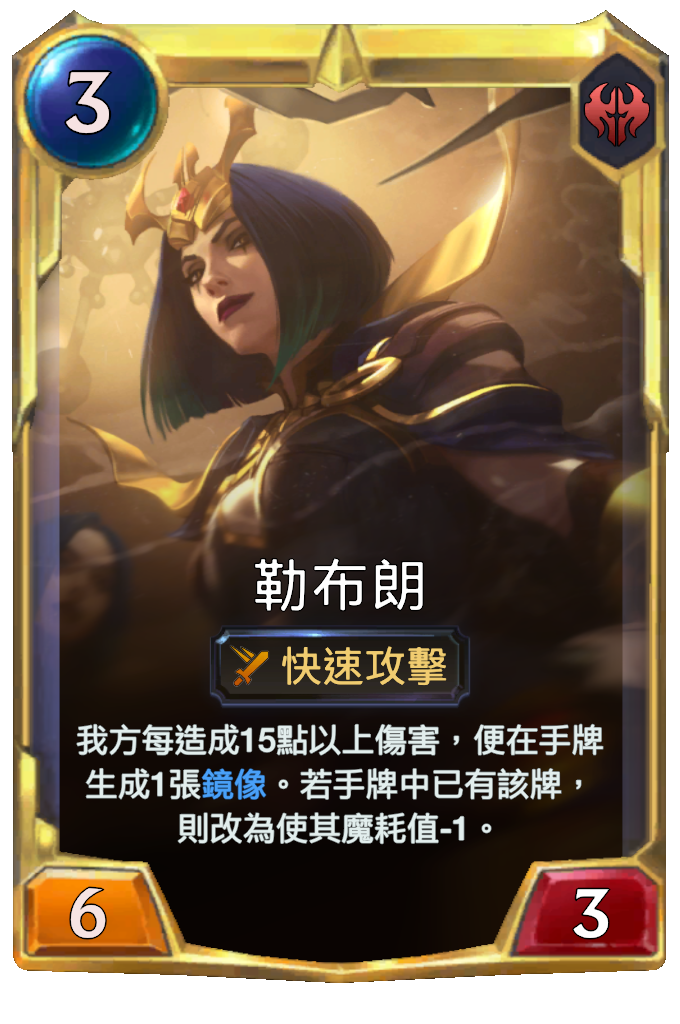 3
勒布朗
快速攻擊
我方每造成15點以上傷害，便在手牌
生成1張鏡像。若手牌中已有該牌，
則改為使其魔耗值-1。
6
3